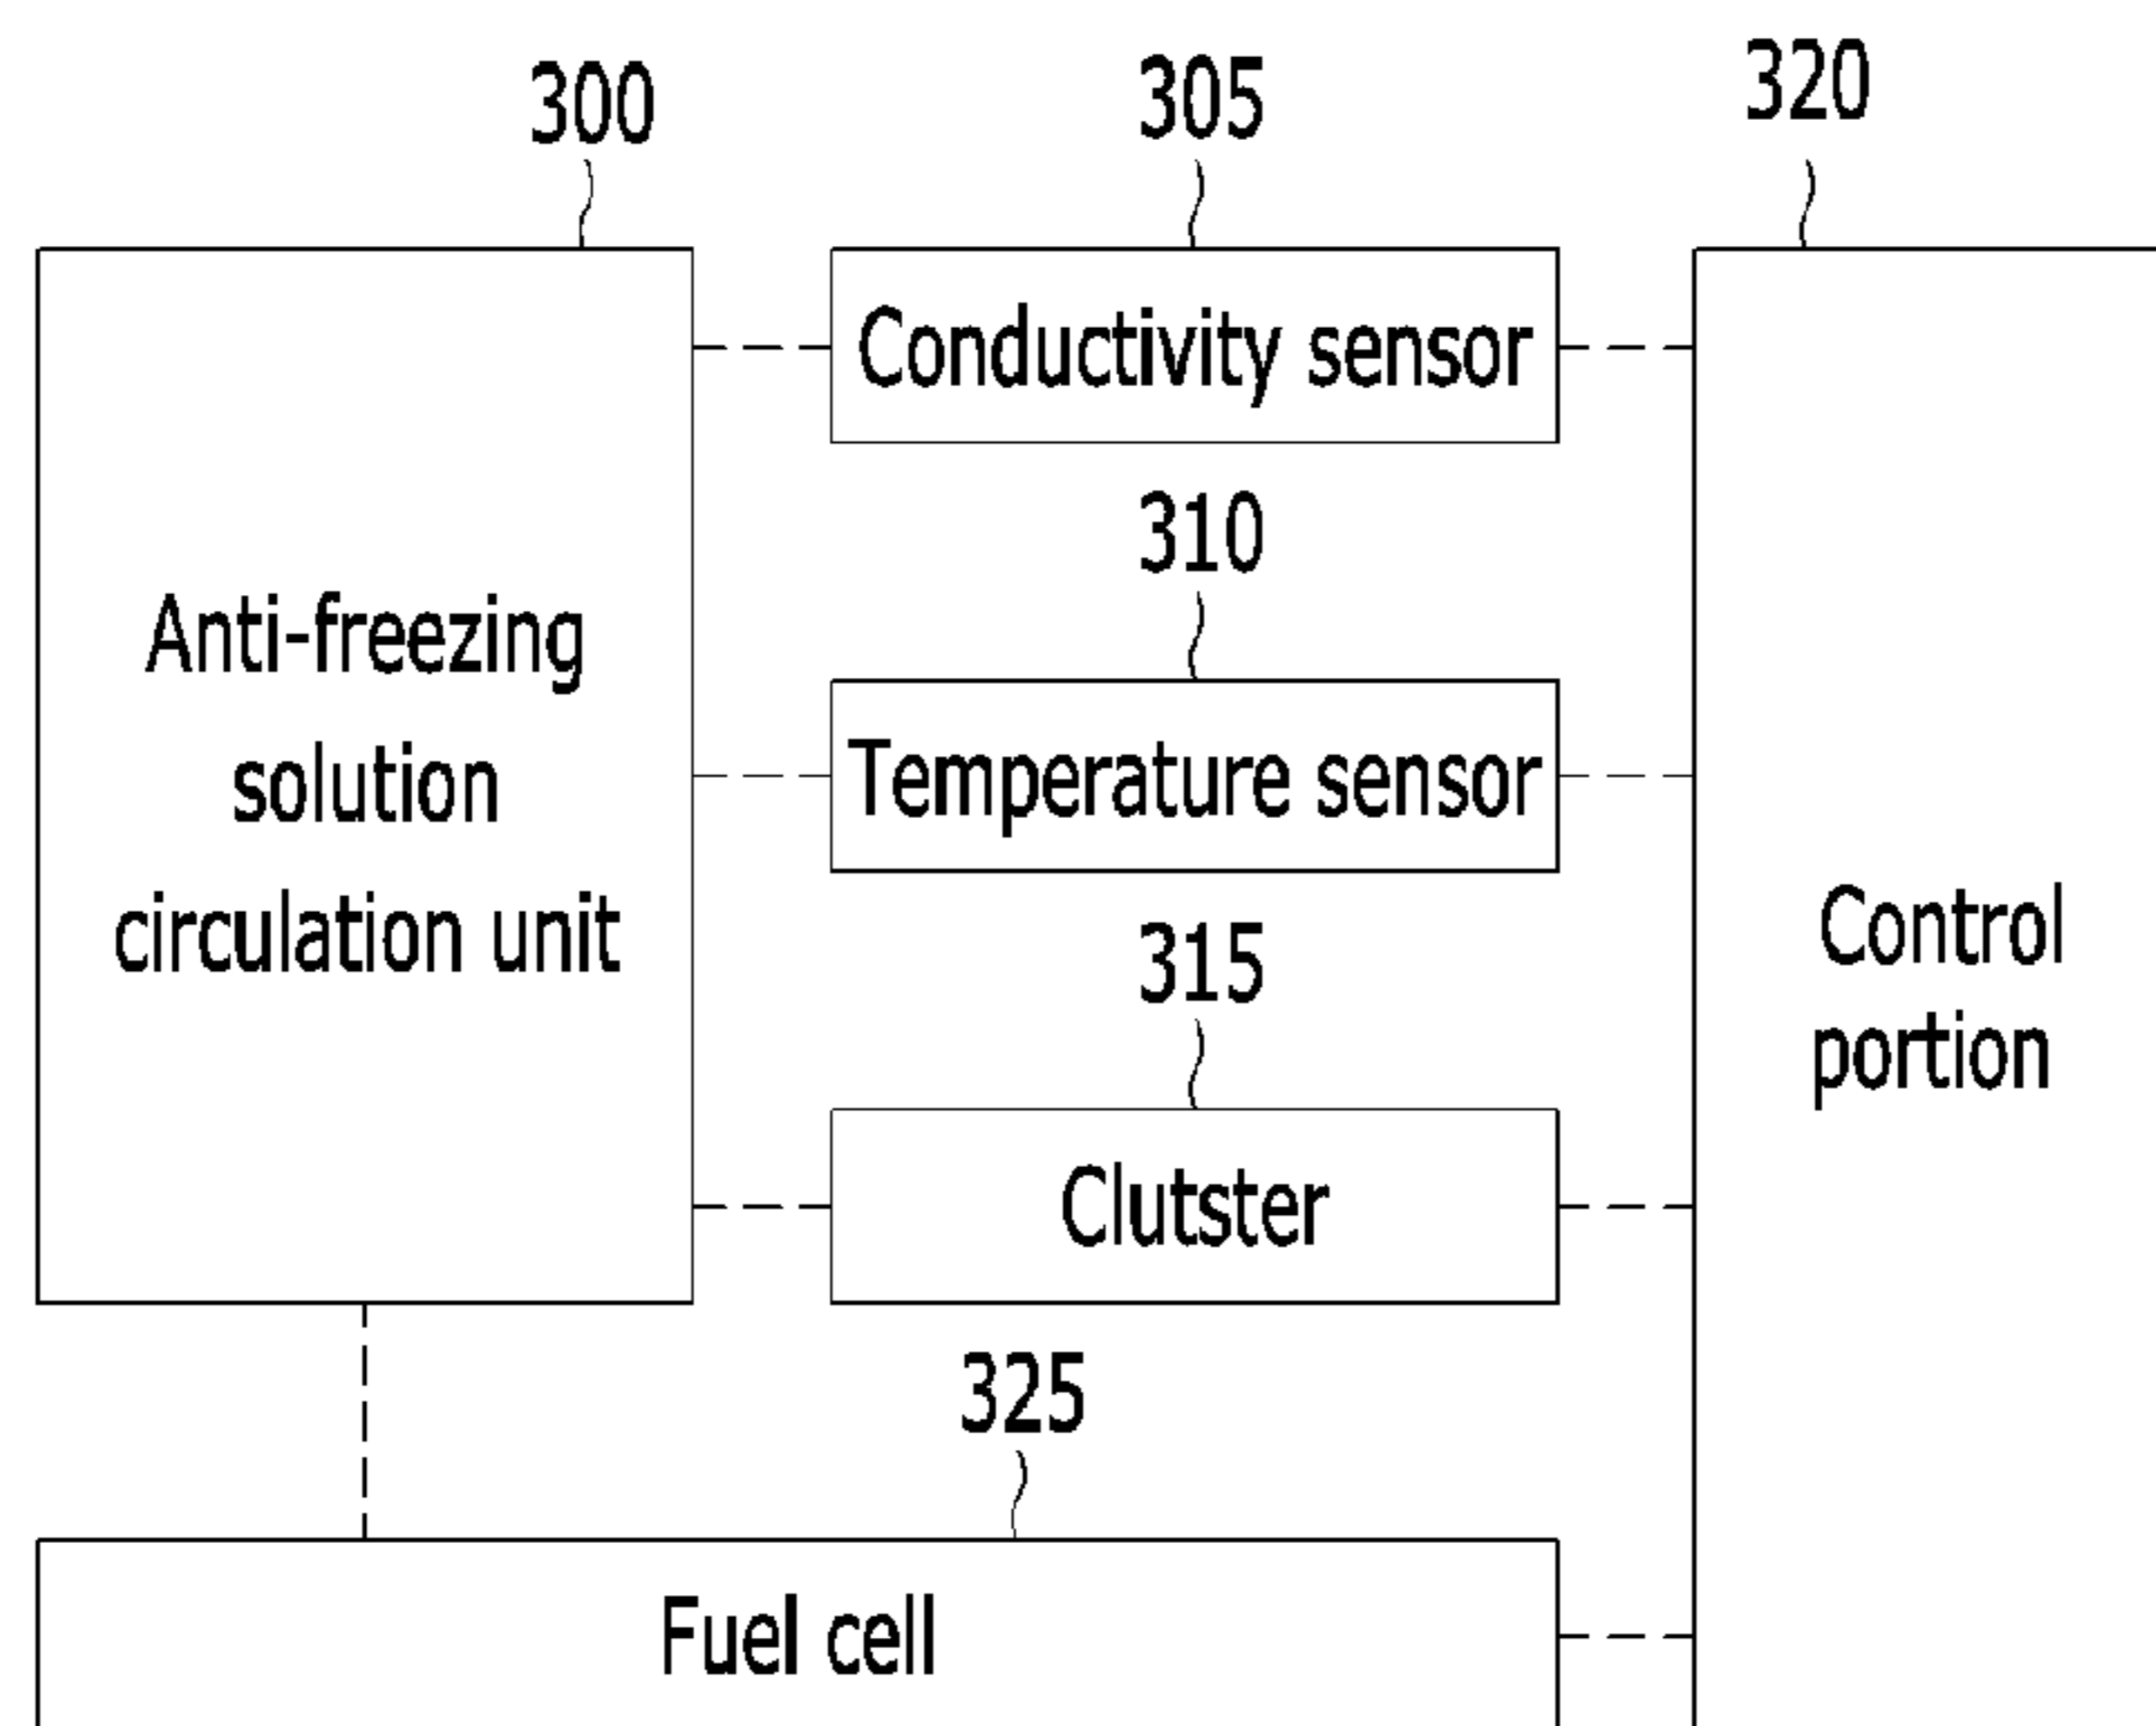 300
305
320
Conductivity sensor
310
Anti-freezing
solution
circulation unit
Temperature sensor
Control
portion
315
Clutster
325
Fuel cell